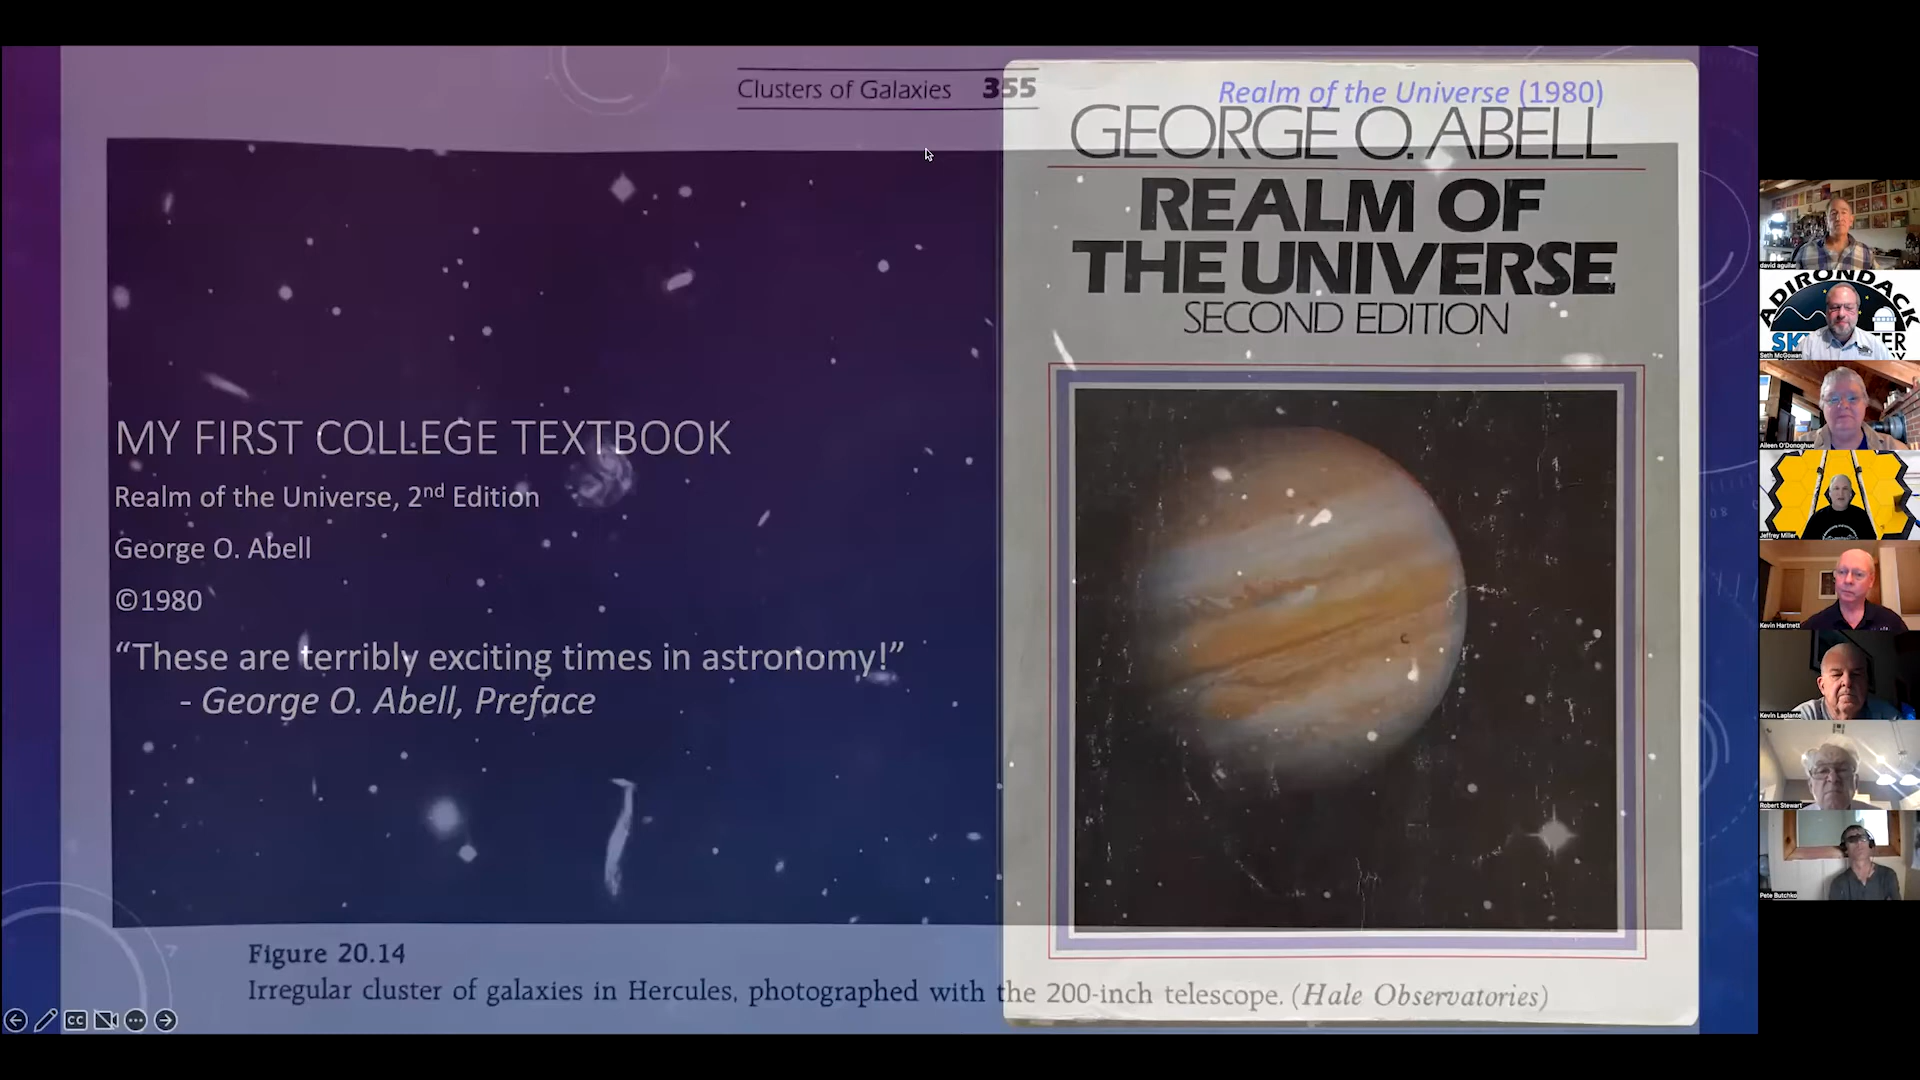 Clusters of Galaxies 355
Realm of the Universe (1980)
GEORGE O. ABELL
REALM OF
THE UNIVERSE
SECOND EDITION
MY FIRST COLLEGE TEXTBOOK
Realm of the Universe, 2nd Edition
George O. Abell
©1980
“These are terribly exciting times in astronomy!”
- George O. Abell, Preface
Figure 20.14
Irregular cluster of galaxies in Hercules, photographed with the 200-inch telescope. (Hale Observatories)
CC
david aguilar
ADIRONDACK
SK
TER
Seth McGowan
Aileen O'Donoghue
Jeffrey Miller
Kevin Hartnett
Kevin Laplante
Robert Stewart
Pete Butchko